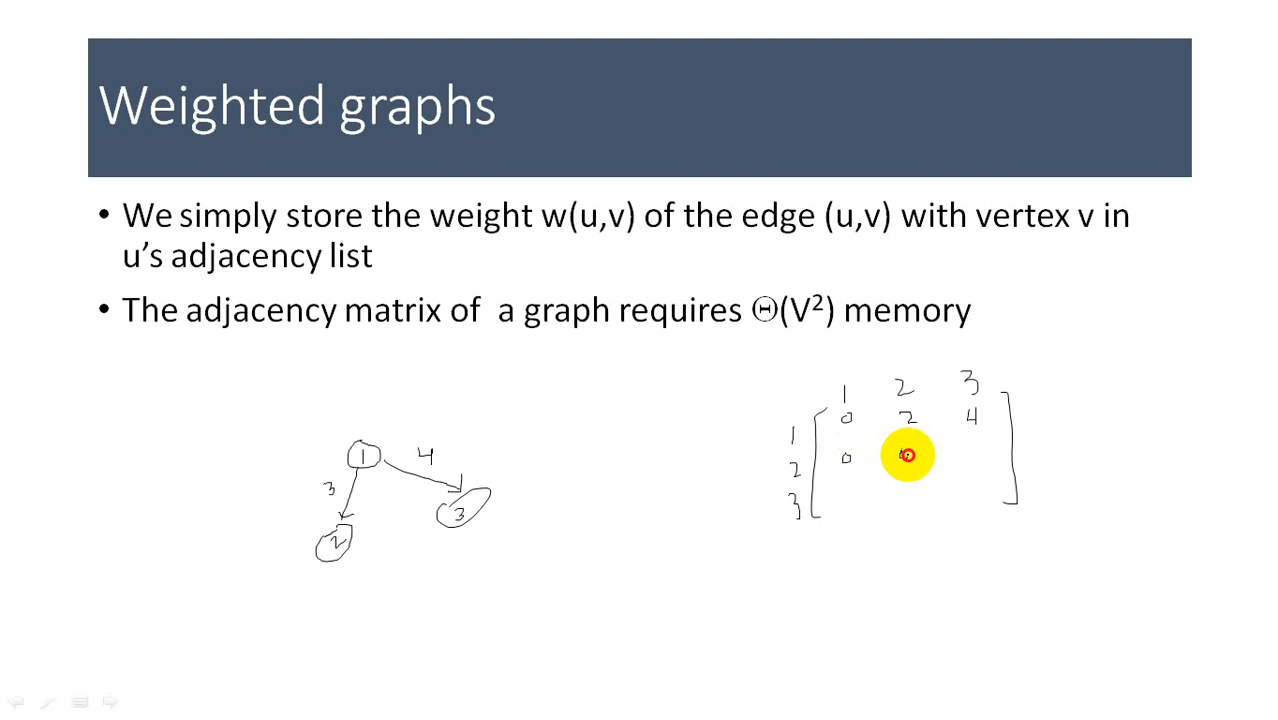 Weighted graphs
• We simply store the weight w(u,v) of the edge (u,v) with vertex v in
u’s adjacency list
• The adjacency matrix of a graph requires Θ(V²) memory
1 2 3
1 0 2 4
2 0
3
1
4
3
3
2